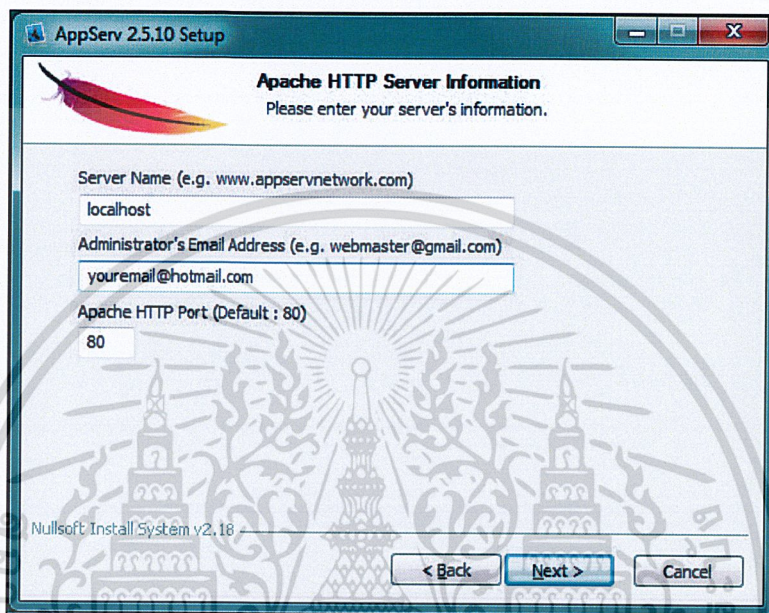 AppServ 2.5.10 Setup
Apache HTTP Server Information
Please enter your server's information.
Server Name (e.g. www.appservnetwork.com)
localhost
Administrator's Email Address (e.g. webmaster@gmail.com)
youremail@hotmail.com
Apache HTTP Port (Default : 80)
80
Nullsoft Install System v2.18
< Back
Next >
Cancel